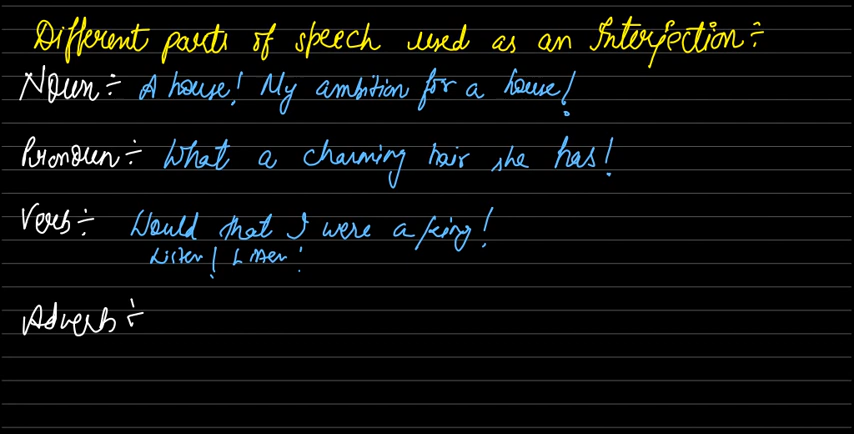 Different parts of speech used as an Interjection ÷
Noun ÷ A house! My ambition for a house!
Pronoun ÷ What a charming hair she has!
Verb ÷ Would that I were a king!
Listen! Listen!
Adverb ÷